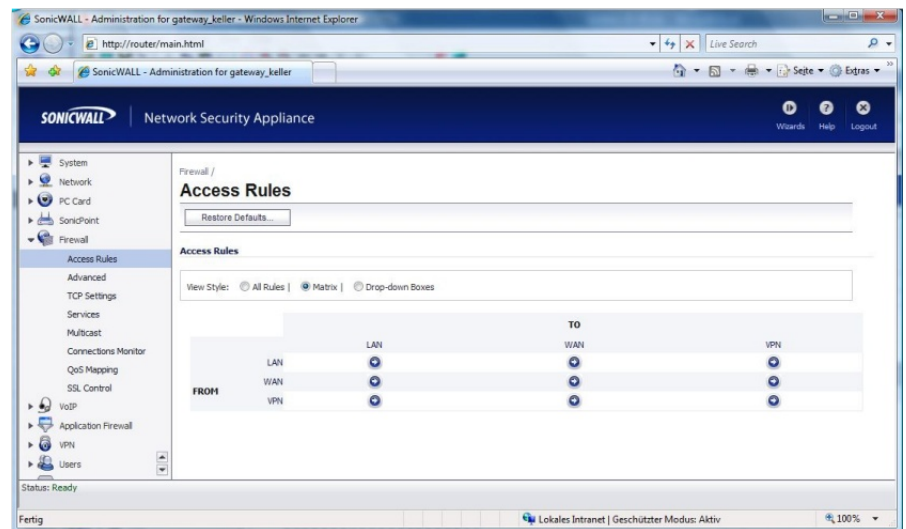 SonicWALL - Administration for gateway_keller - Windows Internet Explorer
http://router/main.html
Live Search
SonicWALL - Administration for gateway_keller
Seite
Extras
SONICWALL
Network Security Appliance
Wizards
Help
Logout
System
Network
PC Card
SonicPoint
Firewall
Access Rules
Advanced
TCP Settings
Services
Multicast
Connections Monitor
QoS Mapping
SSL Control
VoIP
Application Firewall
VPN
Users
Firewall /
Access Rules
Restore Defaults...
Access Rules
View Style: All Rules | Matrix | Drop-down Boxes
TO
LAN WAN VPN
LAN
WAN
FROM
VPN
Status: Ready
Fertig
Lokales Intranet | Geschützter Modus: Aktiv
100%